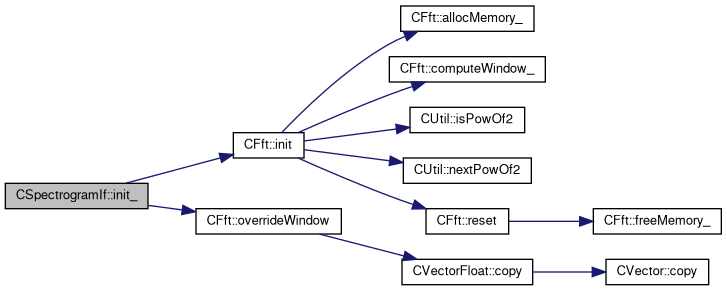 CSpectrogramIf::init_
CFft::init
CFft::overrideWindow
CFft::allocMemory_
CFft::computeWindow_
CUtil::isPowOf2
CUtil::nextPowOf2
CFft::reset
CVectorFloat::copy
CFft::freeMemory_
CVector::copy